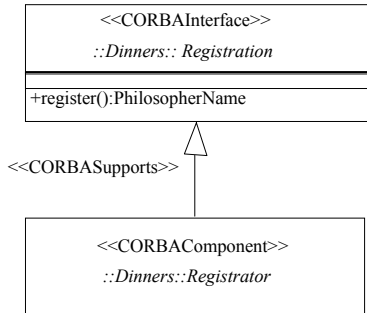 <<CORBAInterface>>
::Dinners:: Registration
+register():PhilosopherName
<<CORBASupports>>
<<CORBAComponent>>
::Dinners::Registrator